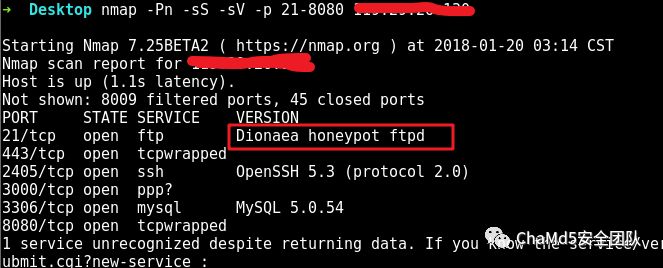 ➜ Desktop nmap -Pn -sS -sV -p 21-8080
Starting Nmap 7.25BETA2 ( https://nmap.org ) at 2018-01-20 03:14 CST
Nmap scan report for
Host is up (1.1s latency).
Not shown: 8009 filtered ports, 45 closed ports
PORT STATE SERVICE VERSION
21/tcp open ftp Dionaea honeypot ftpd
443/tcp open tcpwrapped
2405/tcp open ssh OpenSSH 5.3 (protocol 2.0)
3000/tcp open ppp?
3306/tcp open mysql MySQL 5.0.54
8080/tcp open tcpwrapped
1 service unrecognized despite returning data. If you know the service/ver
ubmit.cgi?new-service :
ChaMd5安全团队